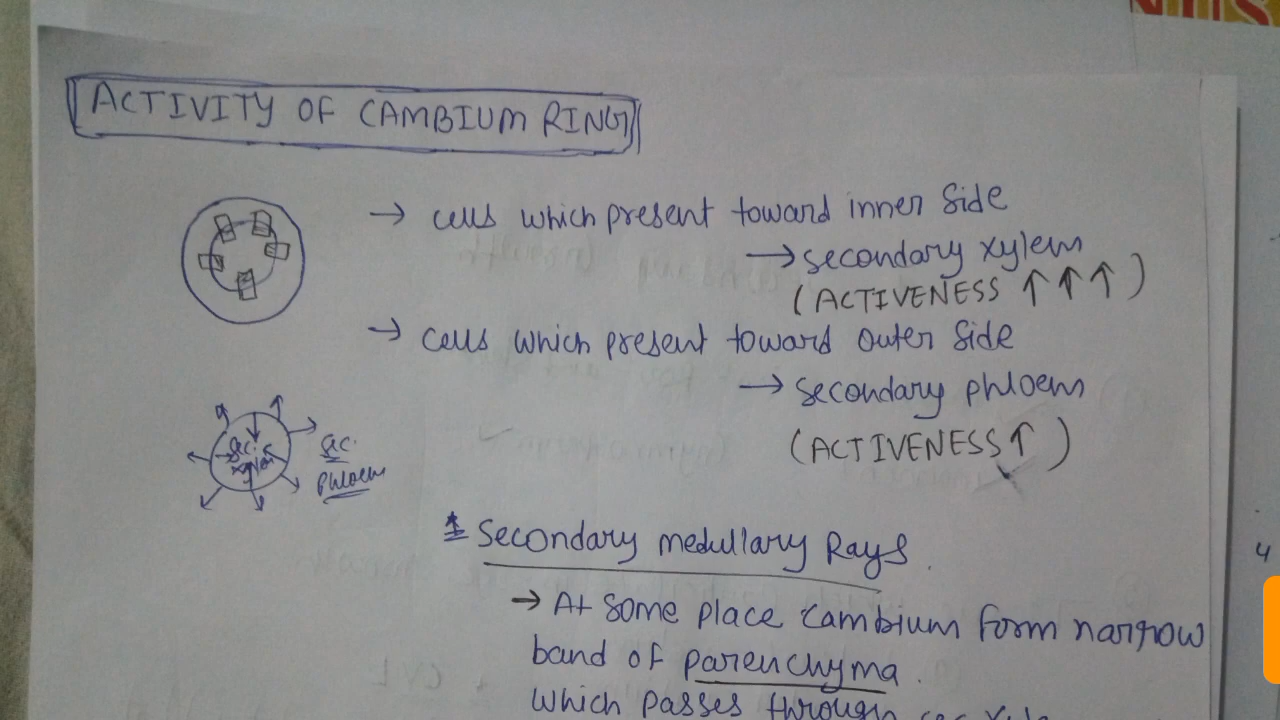 ACTIVITY OF CAMBIUM RING
→ cells which present toward inner side
→ secondary xylem
(ACTIVENESS ↑↑↑)
→ cells which present toward outer side
→ secondary phloem
(ACTIVENESS ↑)
sec.
xylem
sec.
phloem
* Secondary medullary Rays.
→ At some place cambium form narrow
band of parenchyma.
which passes through sec
4